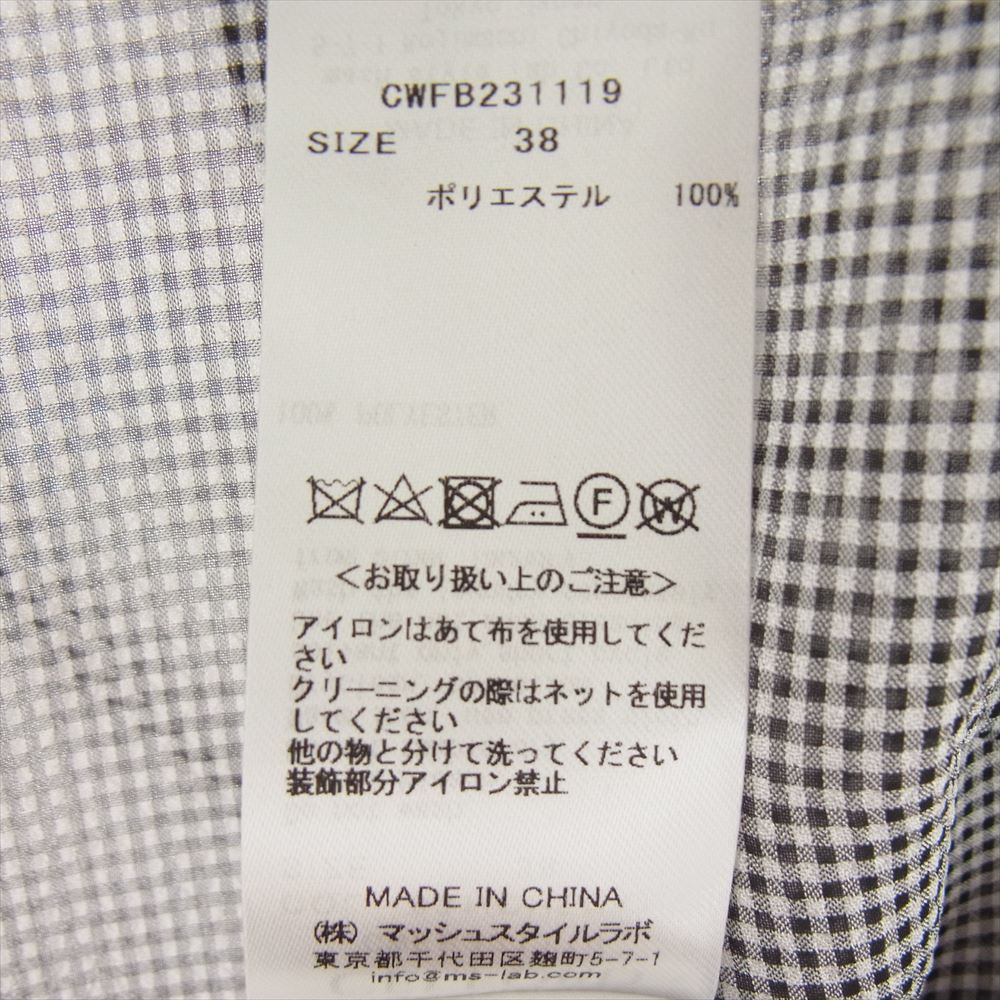 CWFB231119
SIZE 38
ポリエステル 100%
100% POLYESTER
F
W
<お取り扱い上のご注意>
アイロンはあて布を使用してくだ
さい
クリーニングの際はネットを使用
してください
他の物と分けて洗ってください
装飾部分アイロン禁止
MADE IN CHINA
(株) マッシュスタイルラボ
東京都千代田区麹町5-7-1
info@ms-lab.com